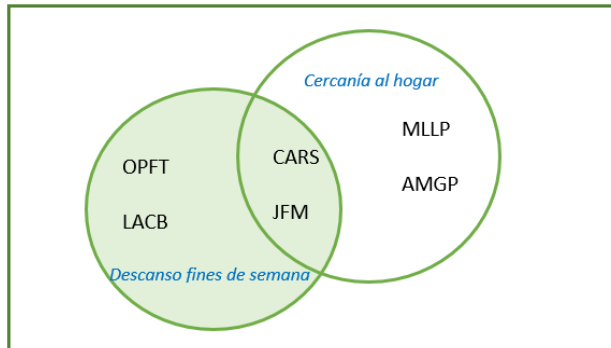 Cercanía al hogar
MLLP
OPFT
CARS
AMGP
LACB
JFM
Descanso fines de semana